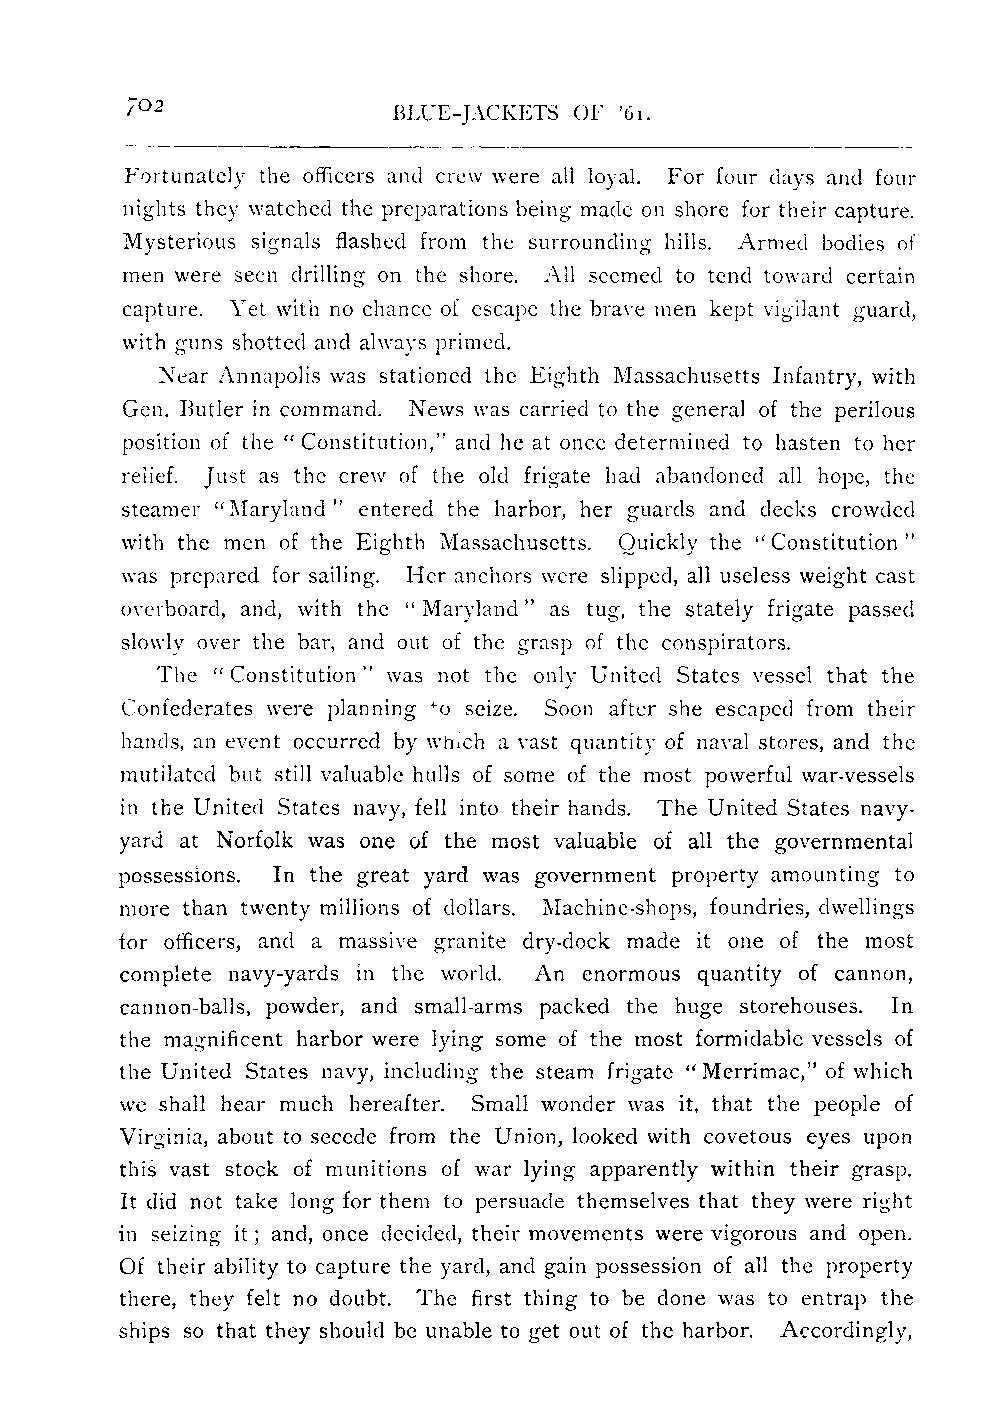 702
BLUE-JACKETS OF '61.
Fortunately the officers and crew were all loyal. For four days and four
nights they watched the preparations being made on shore for their capture.
Mysterious signals flashed from the surrounding hills. Armed bodies of
men were seen drilling on the shore. All seemed to tend toward certain
capture. Yet with no chance of escape the brave men kept vigilant guard,
with guns shotted and always primed.
Near Annapolis was stationed the Eighth Massachusetts Infantry, with
Gen. Butler in command. News was carried to the general of the perilous
position of the "Constitution," and he at once determined to hasten to her
relief. Just as the crew of the old frigate had abandoned all hope, the
steamer "Maryland" entered the harbor, her guards and decks crowded
with the men of the Eighth Massachusetts. Quickly the "Constitution"
was prepared for sailing. Her anchors were slipped, all useless weight cast
overboard, and, with the "Maryland" as tug, the stately frigate passed
slowly over the bar, and out of the grasp of the conspirators.
The "Constitution" was not the only United States vessel that the
Confederates were planning to seize. Soon after she escaped from their
hands, an event occurred by which a vast quantity of naval stores, and the
mutilated but still valuable hulls of some of the most powerful war-vessels
in the United States navy, fell into their hands. The United States navy-
yard at Norfolk was one of the most valuable of all the governmental
possessions. In the great yard was government property amounting to
more than twenty millions of dollars. Machine-shops, foundries, dwellings
for officers, and a massive granite dry-dock made it one of the most
complete navy-yards in the world. An enormous quantity of cannon,
cannon-balls, powder, and small-arms packed the huge storehouses. In
the magnificent harbor were lying some of the most formidable vessels of
the United States navy, including the steam frigate "Merrimac," of which
we shall hear much hereafter. Small wonder was it, that the people of
Virginia, about to secede from the Union, looked with covetous eyes upon
this vast stock of munitions of war lying apparently within their grasp.
It did not take long for them to persuade themselves that they were right
in seizing it; and, once decided, their movements were vigorous and open.
Of their ability to capture the yard, and gain possession of all the property
there, they felt no doubt. The first thing to be done was to entrap the
ships so that they should be unable to get out of the harbor. Accordingly,